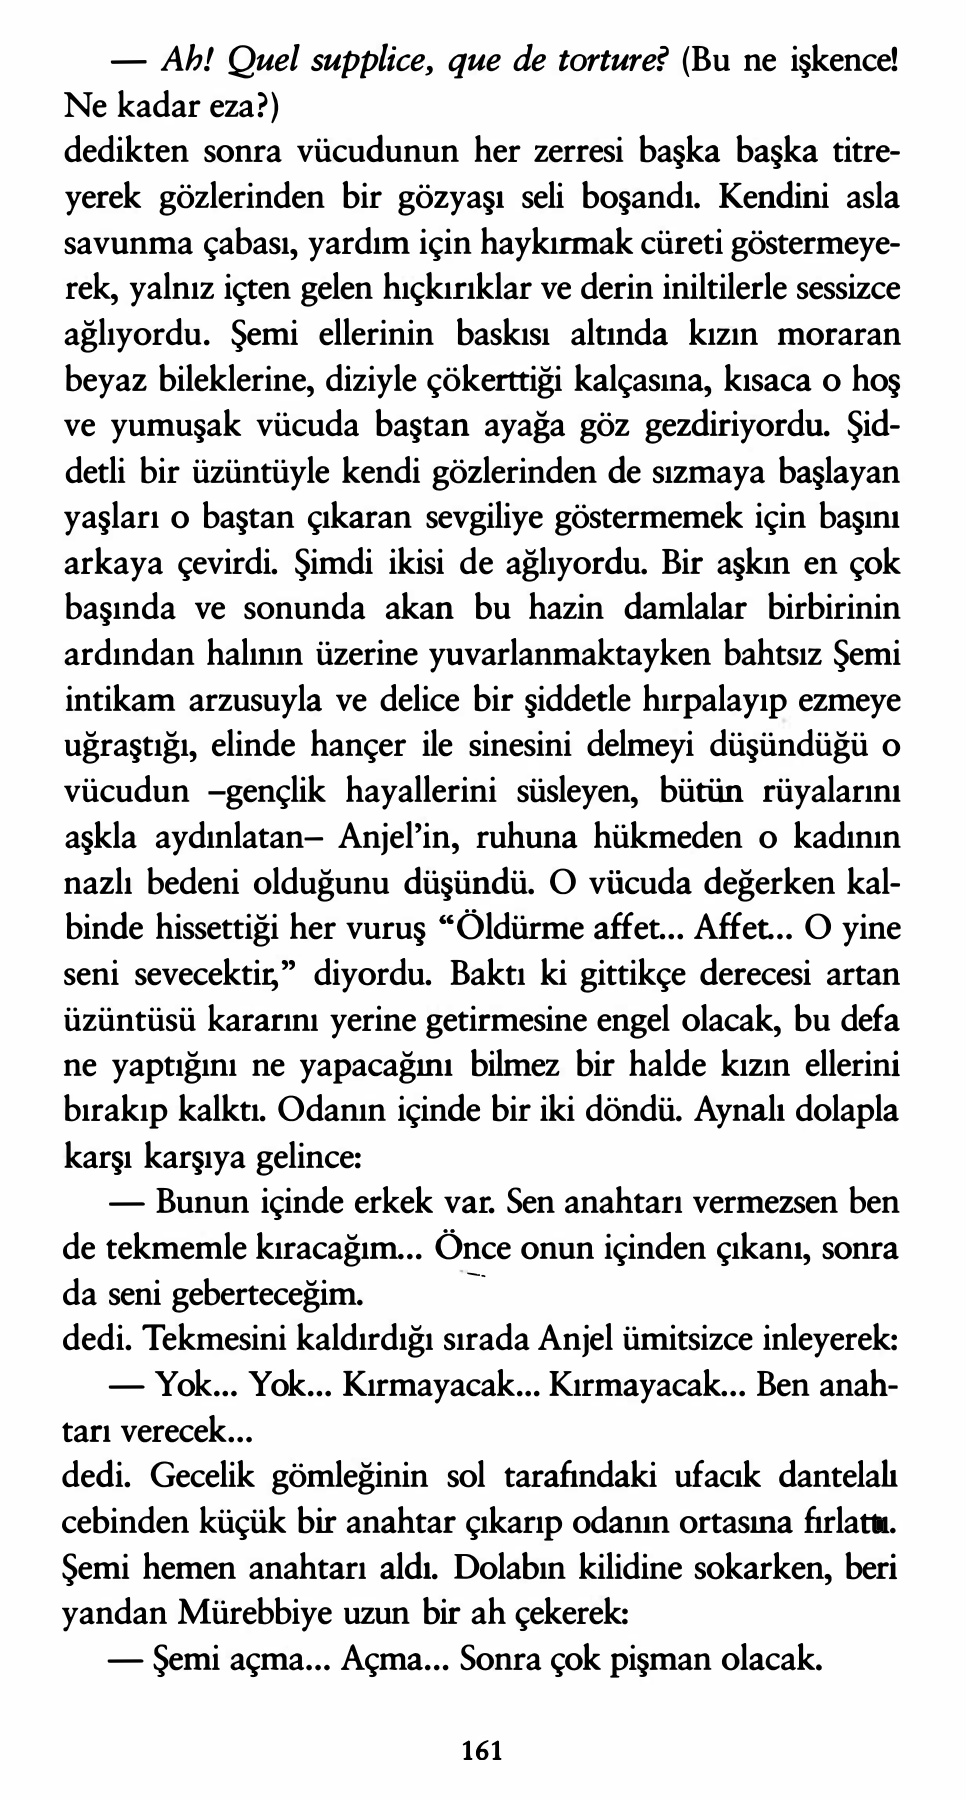 — Ah! Quel supplice, que de torture? (Bu ne işkence!
Ne kadar eza?)
dedikten sonra vücudunun her zerresi başka başka titre-
yerek gözlerinden bir gözyaşı seli boşandı. Kendini asla
savunma çabası, yardım için haykırmak cüreti göstermeye-
rek, yalnız içten gelen hıçkırıklar ve derin iniltilerle sessizce
ağlıyordu. Şemi ellerinin baskısı altında kızın moraran
beyaz bileklerine, diziyle çökerttiği kalçasına, kısaca o hoş
ve yumuşak vücuda baştan ayağa göz gezdiriyordu. Şid-
detli bir üzüntüyle kendi gözlerinden de sızmaya başlayan
yaşları o baştan çıkaran sevgiliye göstermemek için başını
arkaya çevirdi. Şimdi ikisi de ağlıyordu. Bir aşkın en çok
başında ve sonunda akan bu hazin damlalar birbirinin
ardından halının üzerine yuvarlanmaktayken bahtsız Şemi
intikam arzusuyla ve delice bir şiddetle hırpalayıp ezmeye
uğraştığı, elinde hançer ile sinesini delmeyi düşündüğü o
vücudun –gençlik hayallerini süsleyen, bütün rüyalarını
aşkla aydınlatan– Anjel’in, ruhuna hükmeden o kadının
nazlı bedeni olduğunu düşündü. O vücuda değerken kal-
binde hissettiği her vuruş “Öldürme affet... Affet... O yine
seni sevecektir,” diyordu. Baktı ki gittikçe derecesi artan
üzüntüsü kararını yerine getirmesine engel olacak, bu defa
ne yaptığını ne yapacağını bilmez bir halde kızın ellerini
bırakıp kalktı. Odanın içinde bir iki döndü. Aynalı dolapla
karşı karşıya gelince:
— Bunun içinde erkek var. Sen anahtarı vermezsen ben
de tekmemle kıracağım... Önce onun içinden çıkanı, sonra
da seni geberteceğim.
dedi. Tekmesini kaldırdığı sırada Anjel ümitsizce inleyerek:
— Yok... Yok... Kırmayacak... Kırmayacak... Ben anah-
tarı verecek...
dedi. Gecelik gömleğinin sol tarafındaki ufacık dantelalı
cebinden küçük bir anahtar çıkarıp odanın ortasına fırlattı.
Şemi hemen anahtarı aldı. Dolabın kilidine sokarken, beri
yandan Mürebbiye uzun bir ah çekerek:
— Şemi açma... Açma... Sonra çok pişman olacak.
161